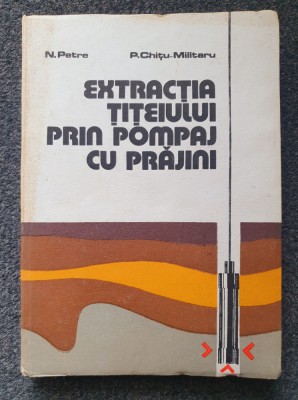 N. Petre P. Chițu-Militaru
EXTRACȚIA
ȚIȚEIULUI
PRIN POMPAJ
CU PRĂJINI